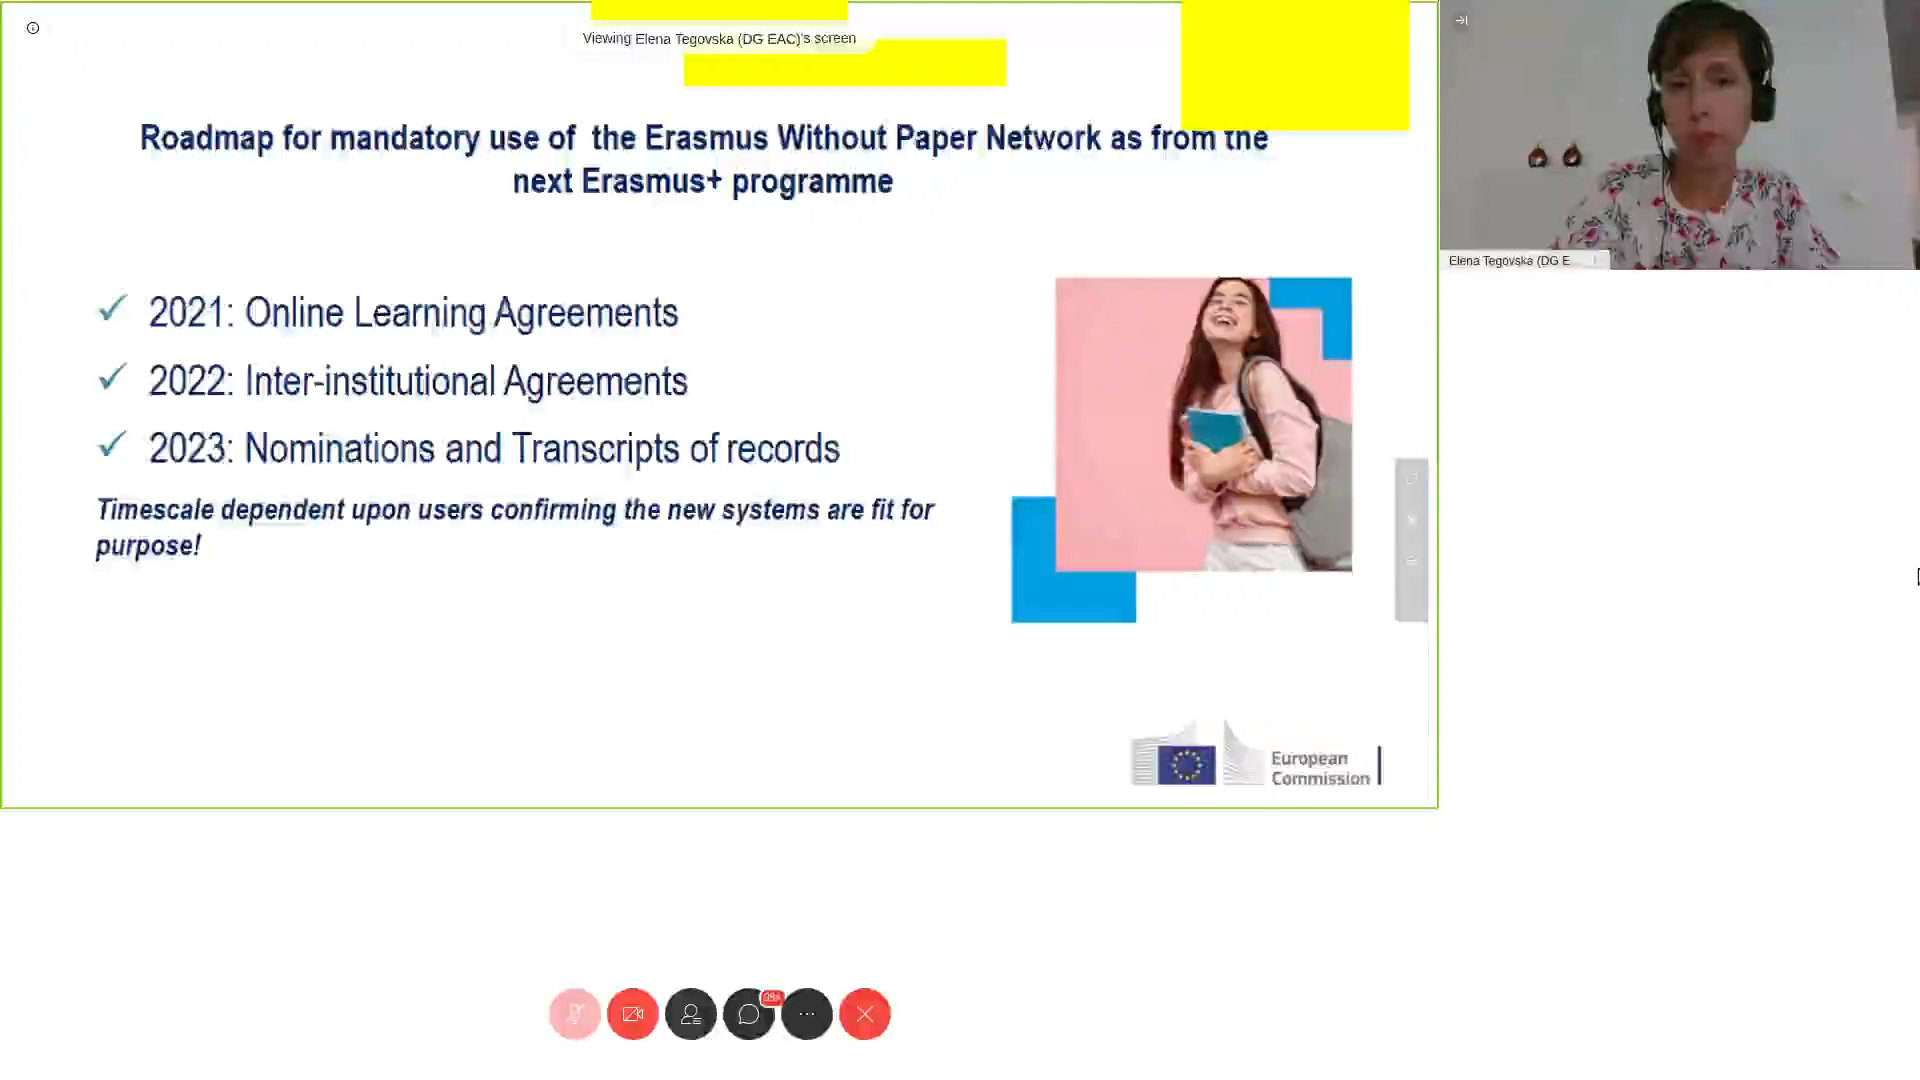 Viewing Elena Tegovska (DG EAC)'s screen
Roadmap for mandatory use of the Erasmus Without Paper Network as from the
next Erasmus+ programme
2021: Online Learning Agreements
2022: Inter-institutional Agreements
2023: Nominations and Transcripts of records
Timescale dependent upon users confirming the new systems are fit for
purpose!
European
Commission
Elena Tegovska (DG E